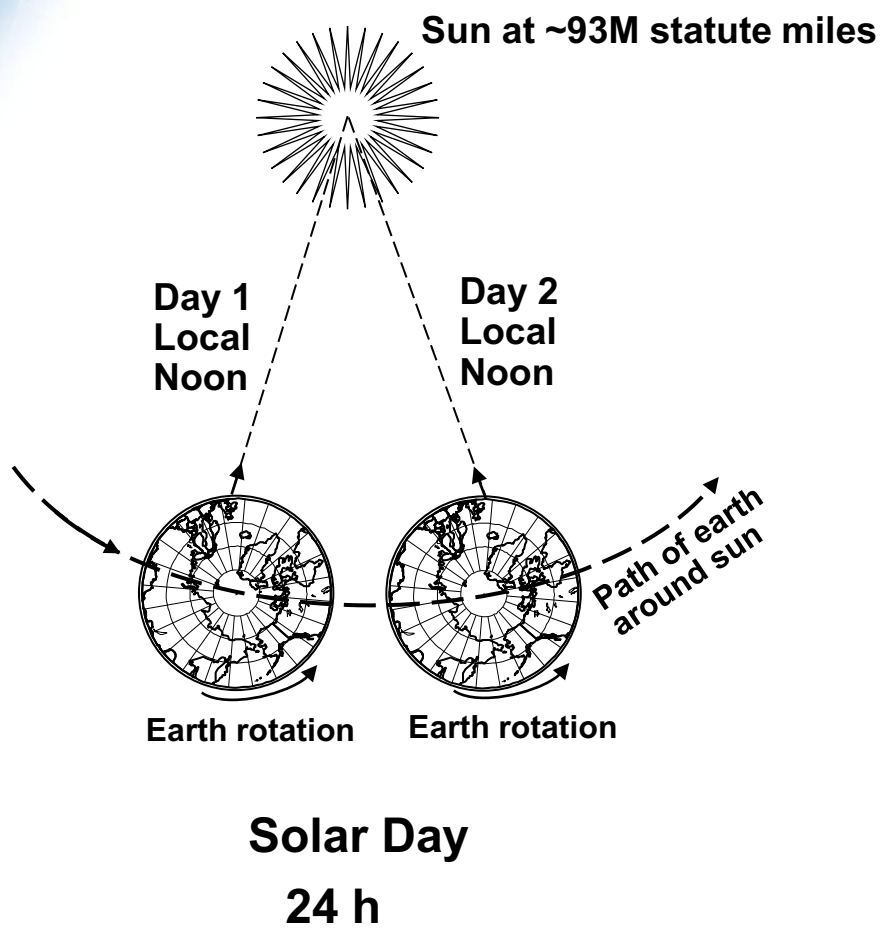 Sun at ~93M statute miles
Day 1
Local
Noon
Day 2
Local
Noon
Path of earth
around sun
Earth rotation
Earth rotation
Solar Day
24 h